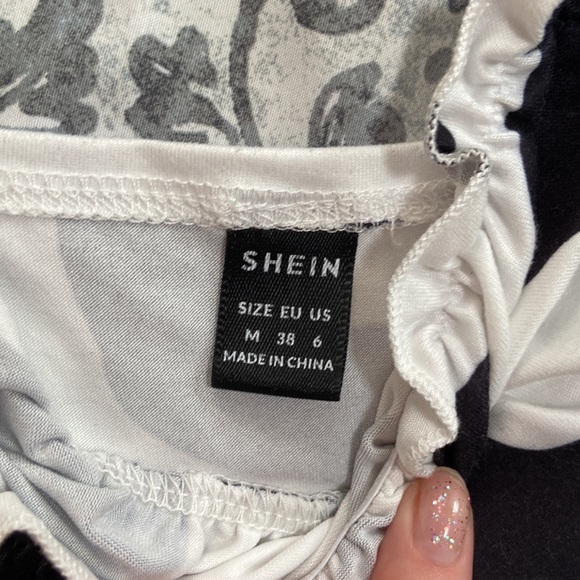 SHEIN
SIZE EU US
M 38 6
MADE IN CHINA